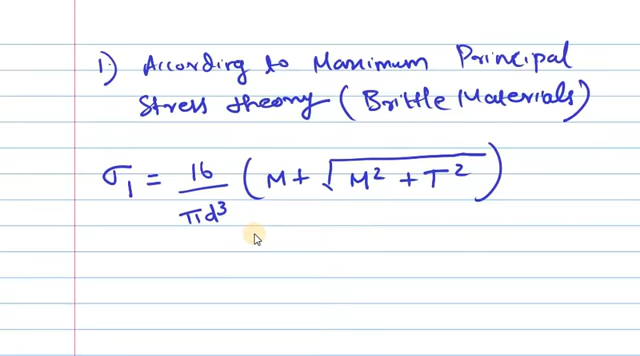 1) According to Maximum Principal
Stress theory (Brittle Materials)
σ₁ = 16/πd³ (M + √(M² + T²))